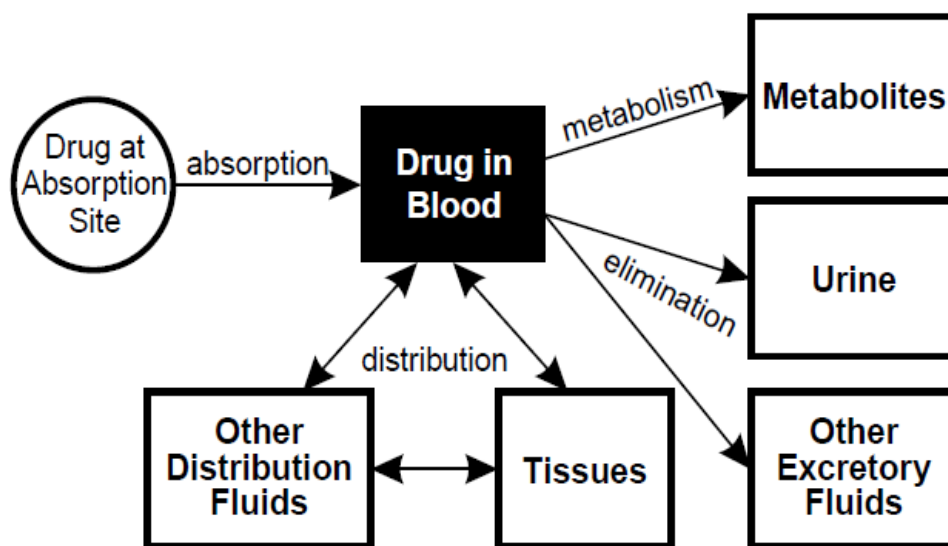 Drug at
Absorption
Site
absorption
Drug in
Blood
metabolism
Metabolites
elimination
Urine
distribution
Other
Distribution
Fluids
Tissues
Other
Excretory
Fluids